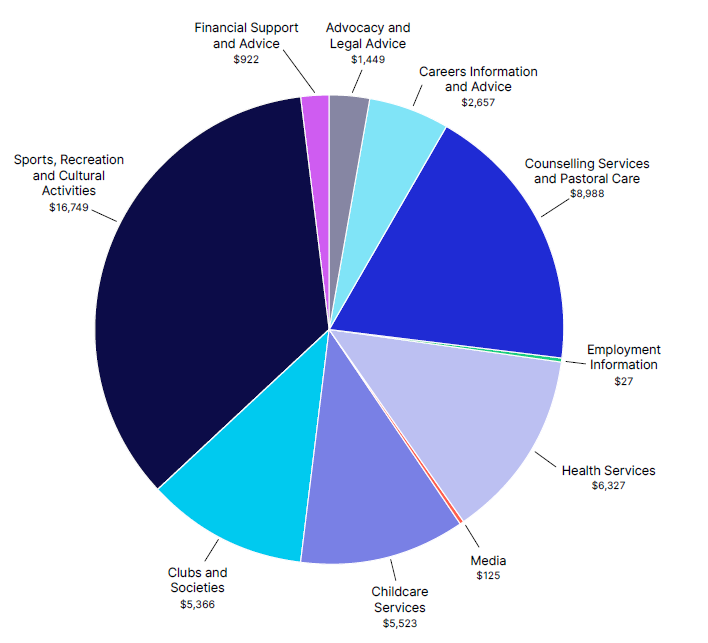 Financial Support
and Advice
$922
Advocacy and
Legal Advice
$1,449
Careers Information
and Advice
$2,657
Counselling Services
and Pastoral Care
$8,988
Employment
Information
$27
Health Services
$6,327
Media
$125
Childcare
Services
$5,523
Clubs and
Societies
$5,366
Sports, Recreation
and Cultural
Activities
$16,749